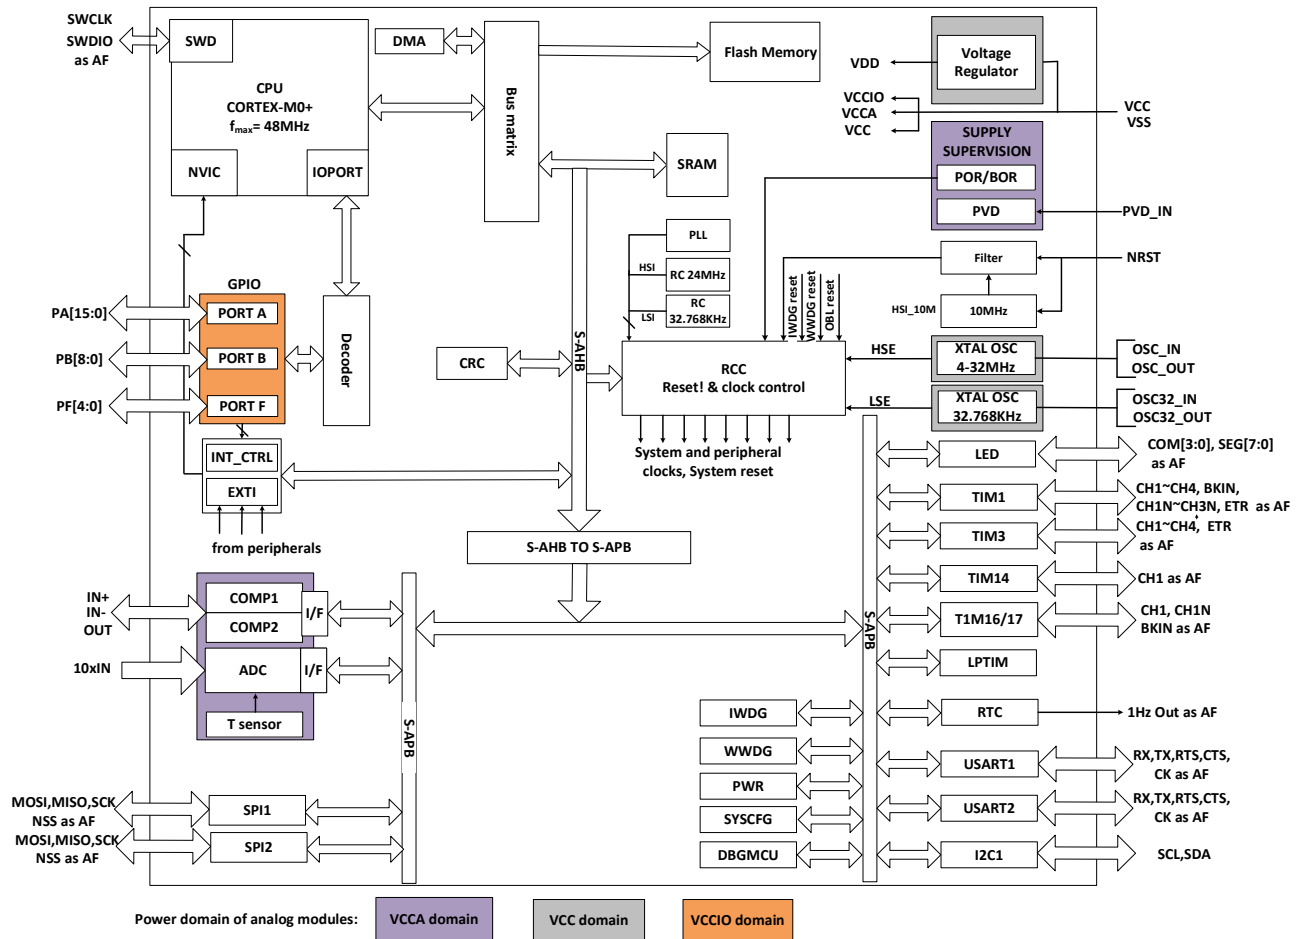 SWCLK
SWDIO
as AF
SWD
CPU
CORTEX-M0+
fmax= 48MHz
NVIC
IOPORT
DMA
Bus matrix
Flash Memory
SRAM
Voltage
Regulator
VDD
VCCIO
VCCA
VCC
VCC
VSS
SUPPLY
SUPERVISION
POR/BOR
PVD
PVD_IN
PLL
HSI
RC 24MHz
RC
32.768KHz
LSI
IWDG reset
WWDG reset
OBL reset
Filter
NRST
HSI_10M
10MHz
GPIO
PA[15:0]
PORT A
PB[8:0]
PORT B
PF[4:0]
PORT F
Decoder
CRC
S-AHB
RCC
Reset! & clock control
HSE
XTAL OSC
4-32MHz
OSC_IN
OSC_OUT
LSE
XTAL OSC
32.768KHz
OSC32_IN
OSC32_OUT
System and peripheral
clocks, System reset
INT_CTRL
EXTI
from peripherals
S-AHB TO S-APB
LED
COM[3:0], SEG[7:0]
as AF
TIM1
CH1~CH4, BKIN,
CH1N~CH3N, ETR as AF
TIM3
CH1~CH4, ETR
as AF
TIM14
CH1 as AF
T1M16/17
CH1, CH1N
BKIN as AF
LPTIM
S-APB
IN+
IN-
OUT
COMP1
COMP2
I/F
10xIN
ADC
I/F
T sensor
S-APB
IWDG
WWDG
PWR
SYSCFG
DBGMCU
RTC
1Hz Out as AF
USART1
RX,TX,RTS,CTS,
CK as AF
USART2
RX,TX,RTS,CTS,
CK as AF
I2C1
SCL,SDA
MOSI,MISO,SCK
NSS as AF
SPI1
MOSI,MISO,SCK
NSS as AF
SPI2
Power domain of analog modules:
VCCA domain
VCC domain
VCCIO domain